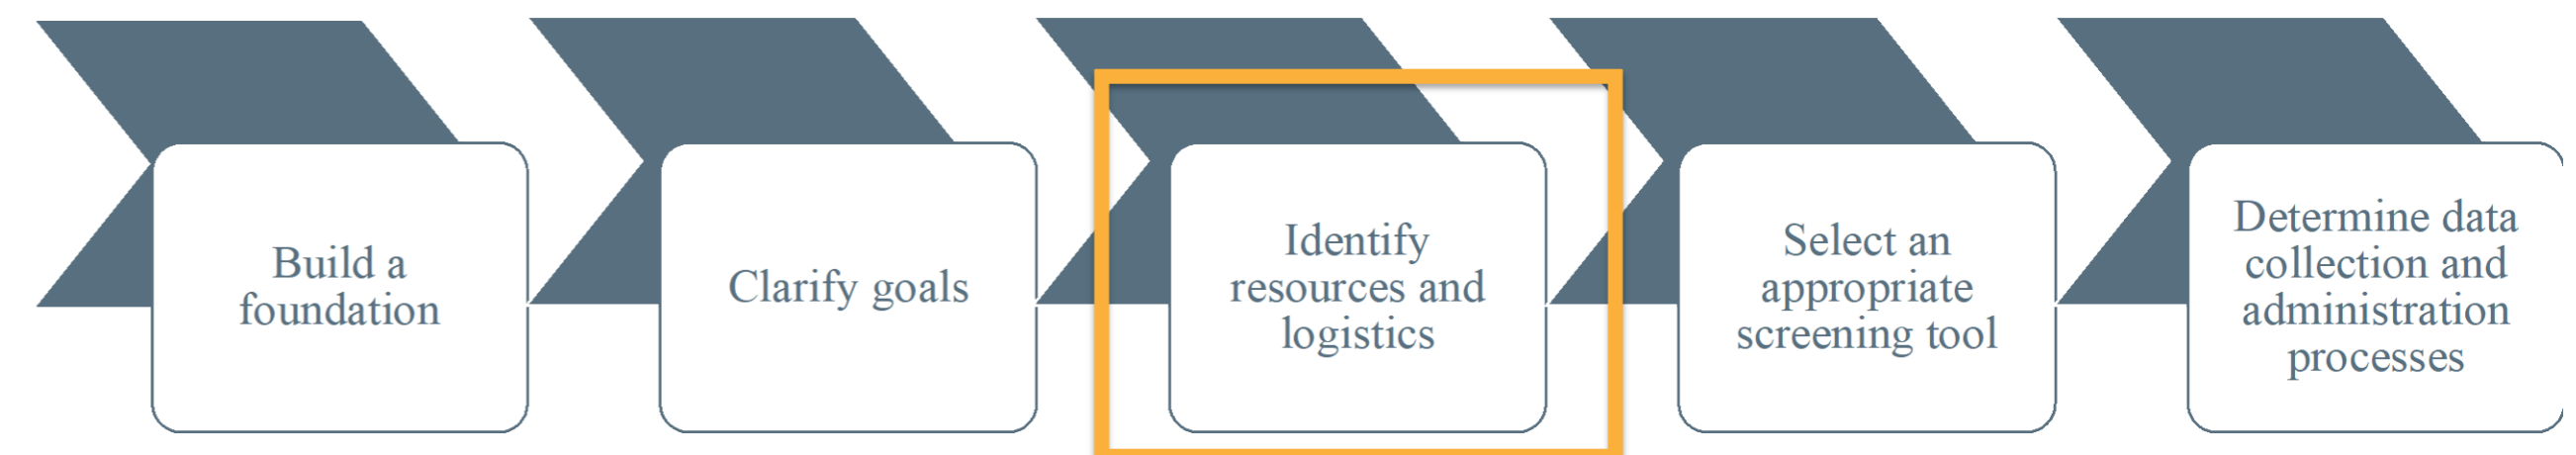 Build a
foundation
Clarify goals
Identify
resources and
logistics
Select an
appropriate
screening tool
Determine data
collection and
administration
processes